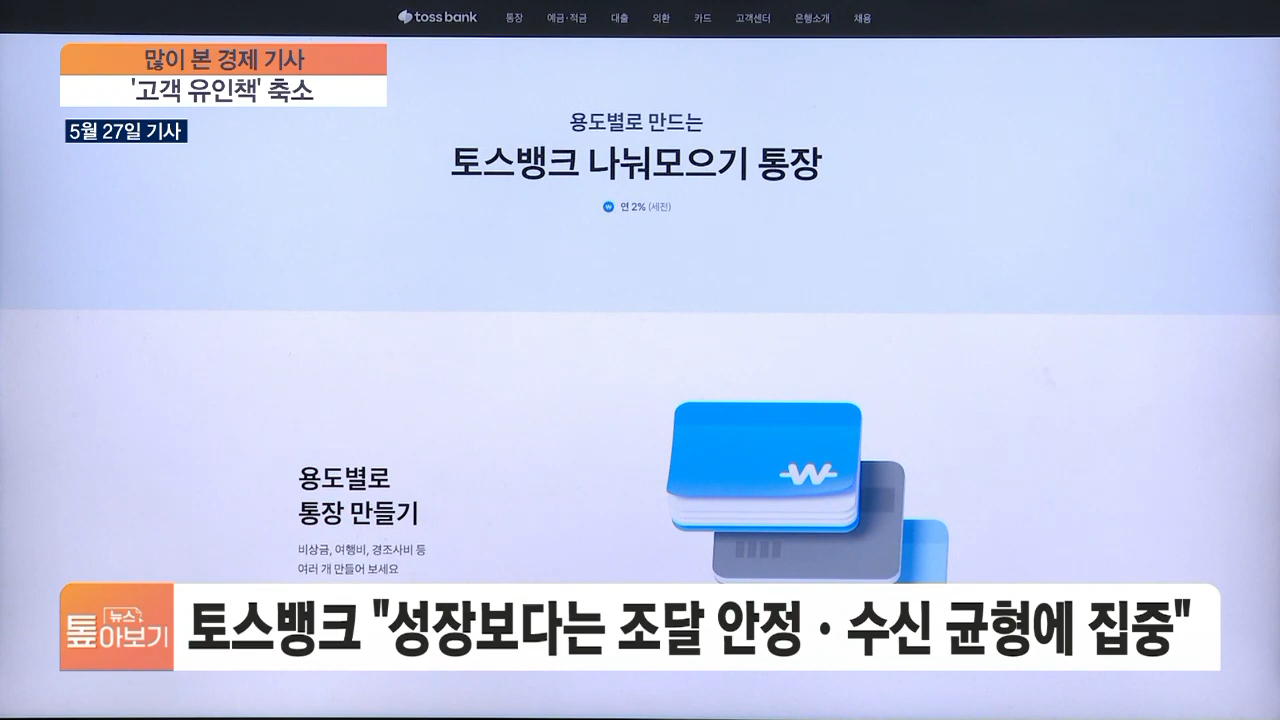 toss bank 통장 예금·적금 대출 외환 카드 고객센터 은행소개 채용
많이 본 경제 기사
'고객 유인책' 축소
5월 27일 기사
용도별로 만드는
토스뱅크 나눠모으기 통장
연 2% (세전)
용도별로
통장 만들기
비상금, 여행비, 경조사비 등
여러 개 만들어 보세요
뉴스 톺아보기
토스뱅크 "성장보다는 조달 안정·수신 균형에 집중"